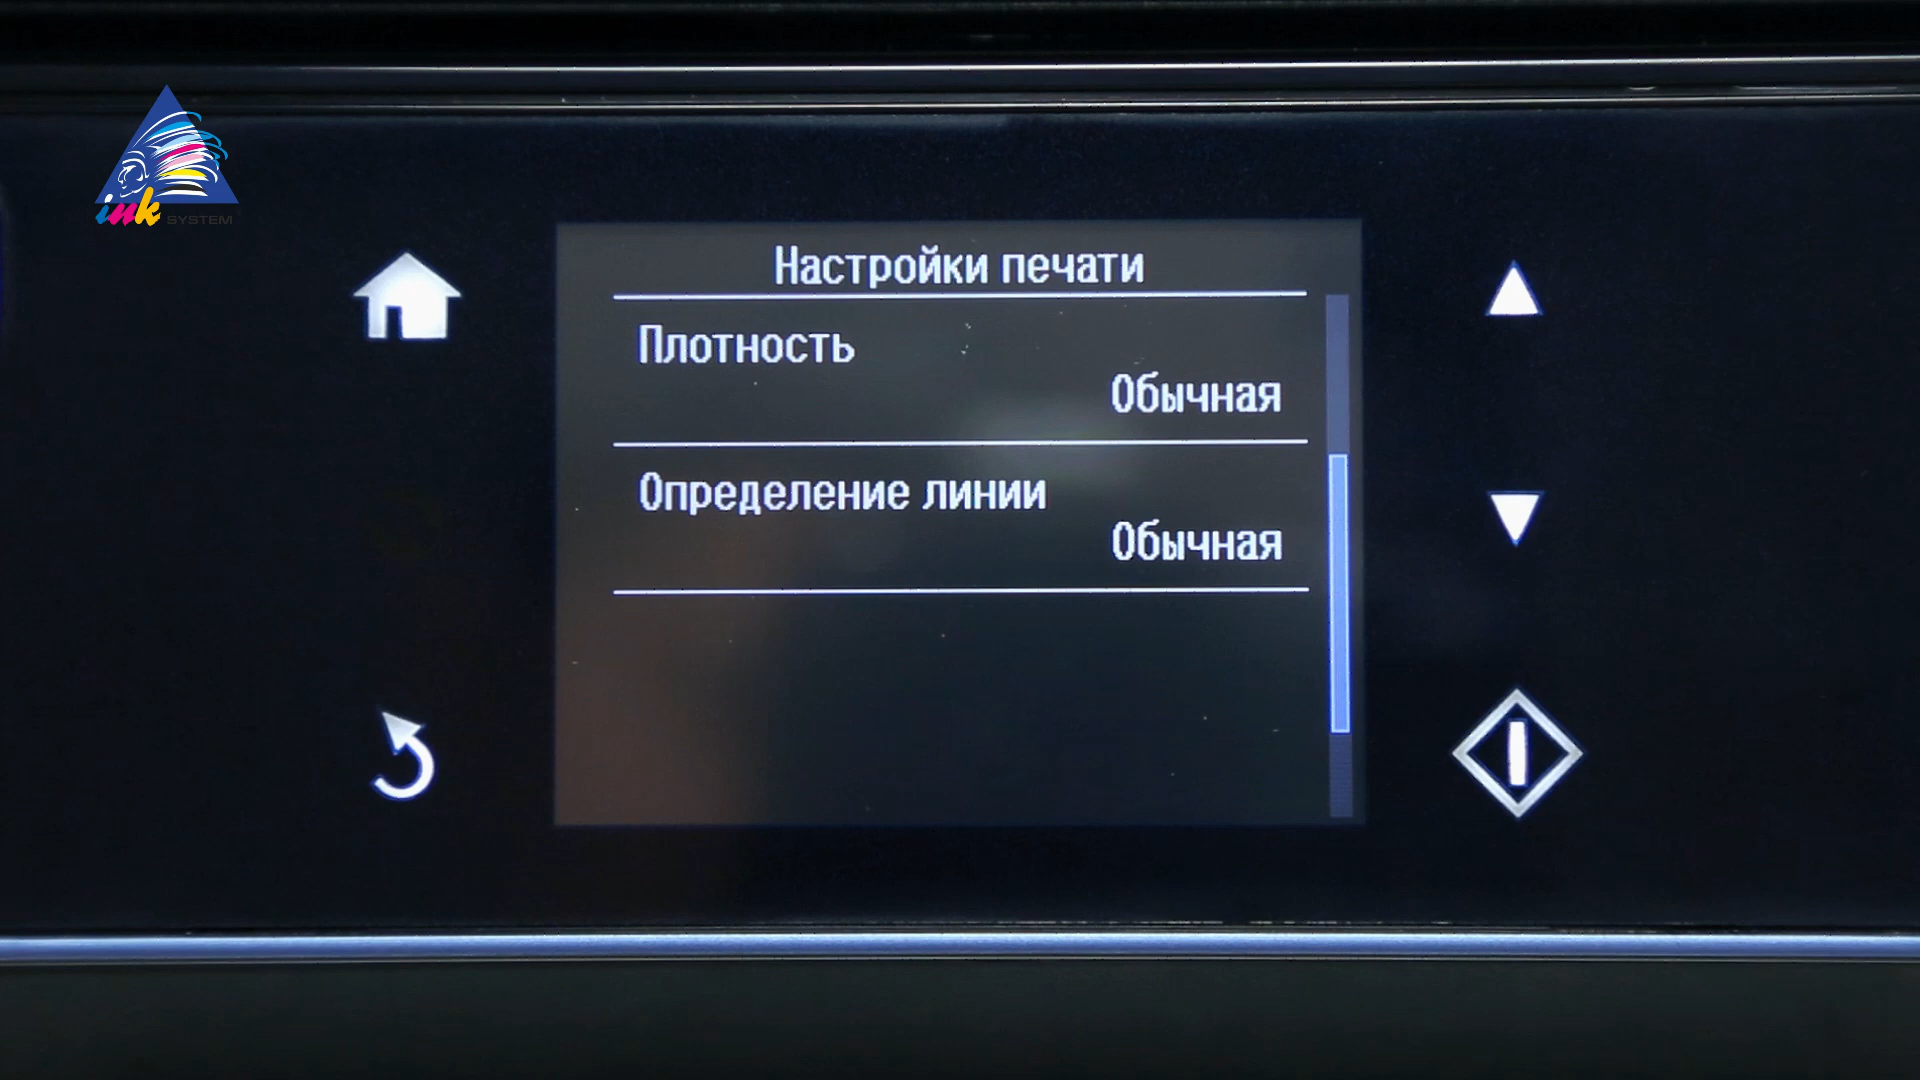 ink
SYSTEM
Настройки печати
Плотность
Обычная
Определение линии
Обычная